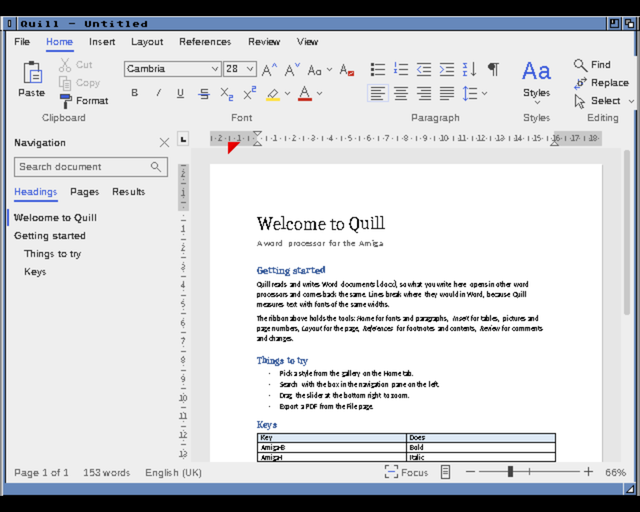 Quill - Untitled
File Home Insert Layout References Review View
Paste
Cut
Copy
Format
Clipboard
Cambria 28
B I U S X₂ X²
Font
Paragraph
Aa
Styles
Styles
Find
Replace
Select
Editing
Navigation
Search document
Headings Pages Results
Welcome to Quill
Getting started
Things to try
Keys
Welcome to Quill
A word processor for the Amiga
Getting started
Quill reads and writes Word documents (.docx), so what you write here opens in other word
processors and comes back the same. Lines break where they would in Word, because Quill
measures text with fonts of the same widths.
The ribbon above holds the tools: Home for fonts and paragraphs, Insert for tables, pictures and
page numbers, Layout for the page, References for footnotes and contents, Review for comments
and changes.
Things to try
· Pick a style from the gallery on the Home tab.
· Search with the box in the navigation pane on the left.
· Drag the slider at the bottom right to zoom.
· Export a PDF from the File page.
Keys
Key Does
Amiga-B Bold
Amiga-I Italic
Page 1 of 1 153 words English (UK) Focus 66%